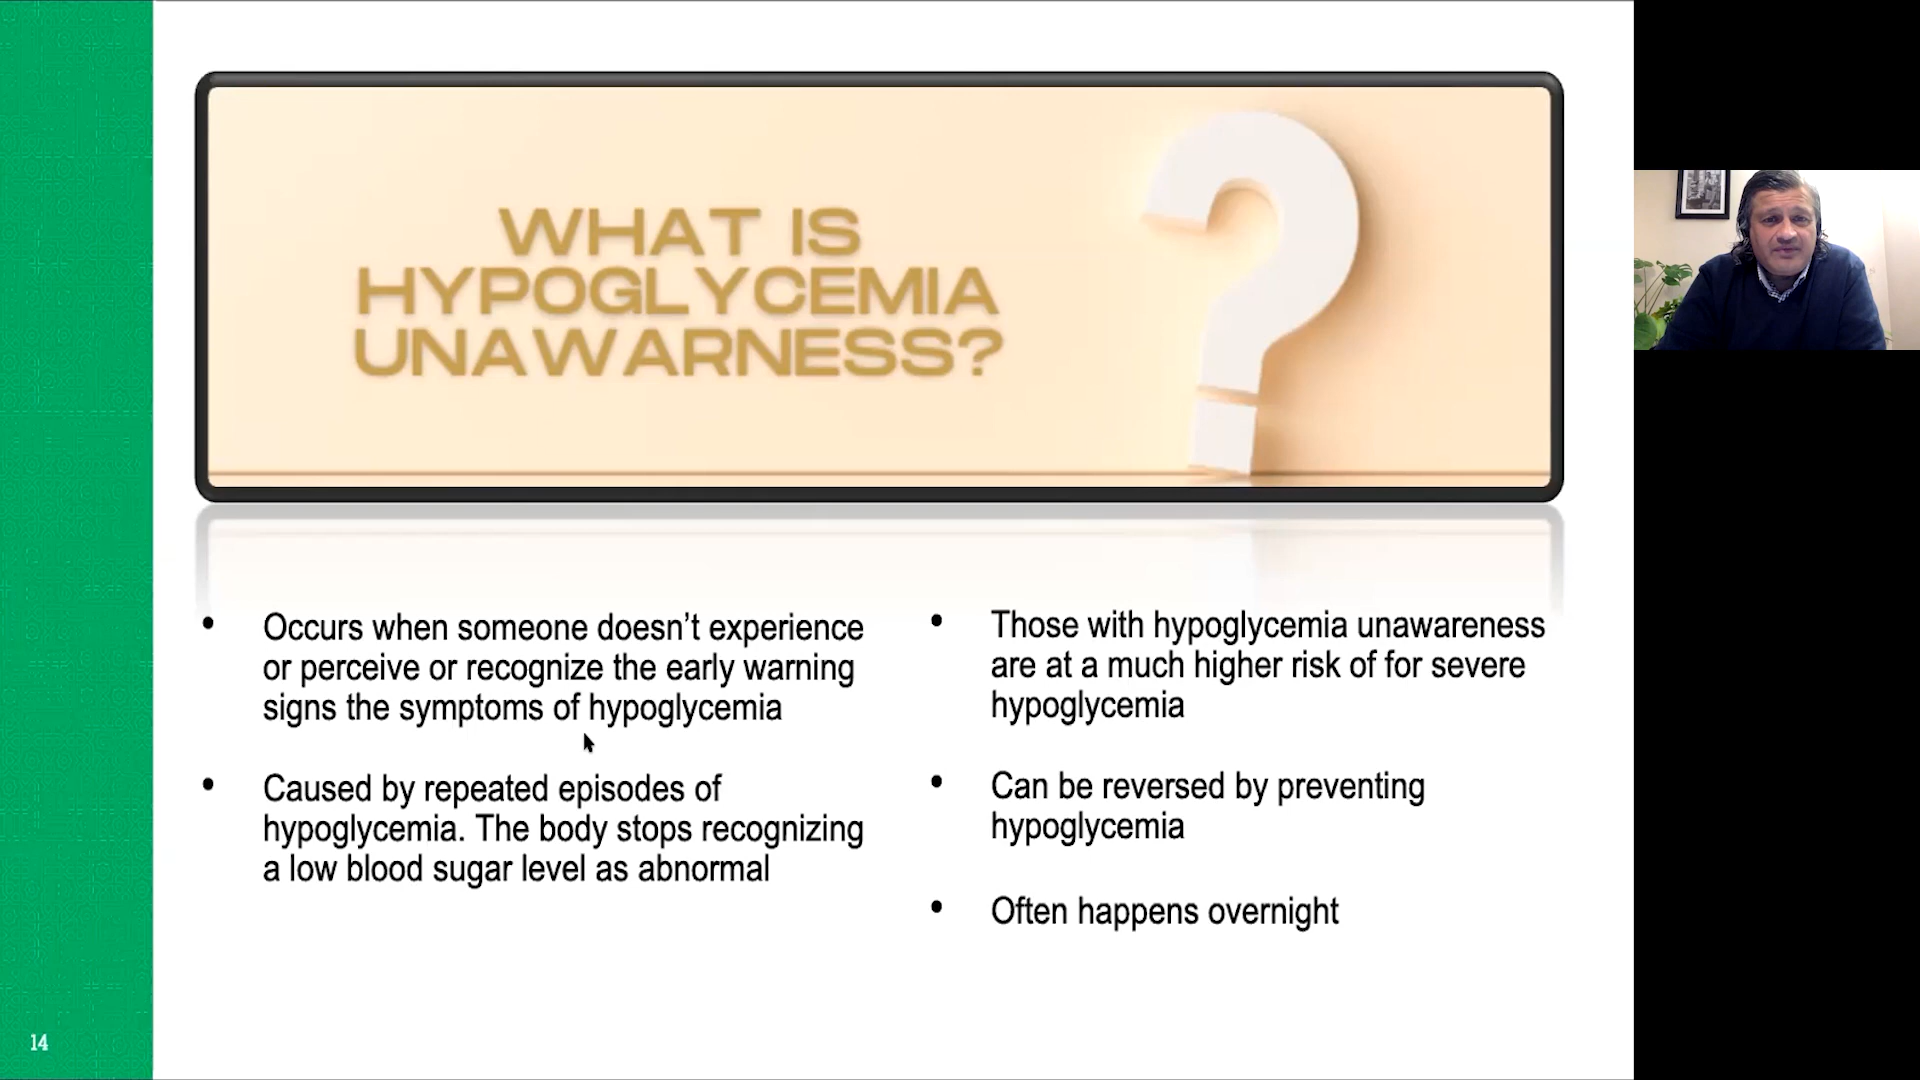 WHAT IS
HYPOGLYCEMIA
UNAWARNESS?
• Occurs when someone doesn’t experience
or perceive or recognize the early warning
signs the symptoms of hypoglycemia
• Caused by repeated episodes of
hypoglycemia. The body stops recognizing
a low blood sugar level as abnormal
• Those with hypoglycemia unawareness
are at a much higher risk of for severe
hypoglycemia
• Can be reversed by preventing
hypoglycemia
• Often happens overnight
14